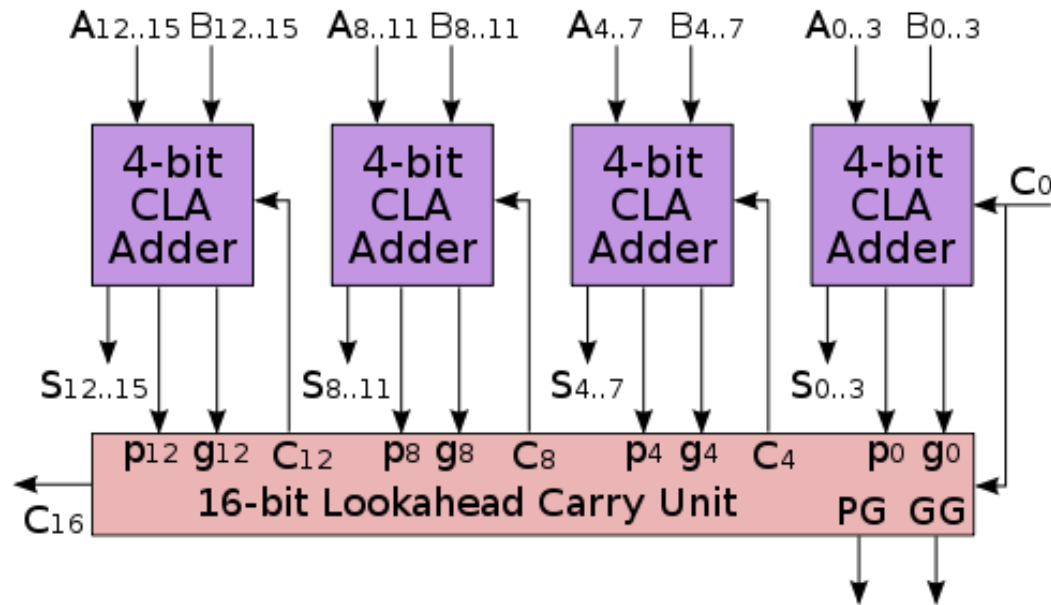 A12..15 B12..15 A8..11 B8..11 A4..7 B4..7 A0..3 B0..3
4-bit CLA Adder
4-bit CLA Adder
4-bit CLA Adder
4-bit CLA Adder
C0
S12..15 S8..11 S4..7 S0..3
p12 g12 C12 p8 g8 C8 p4 g4 C4 p0 g0
16-bit Lookahead Carry Unit
PG GG
C16